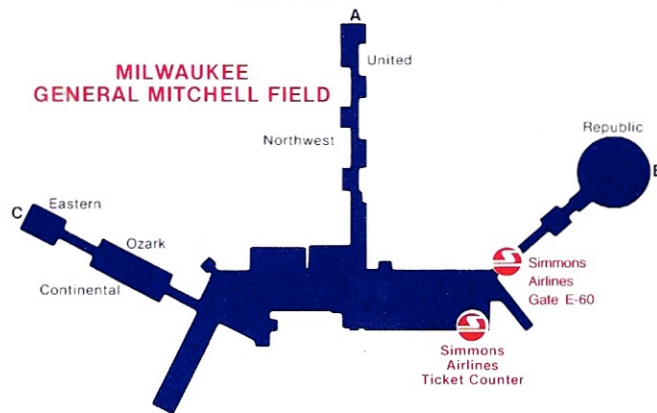 A
United
MILWAUKEE
GENERAL MITCHELL FIELD
Northwest
Republic
E
C
Eastern
Ozark
Continental
Simmons
Airlines
Gate E-60
Simmons
Airlines
Ticket Counter